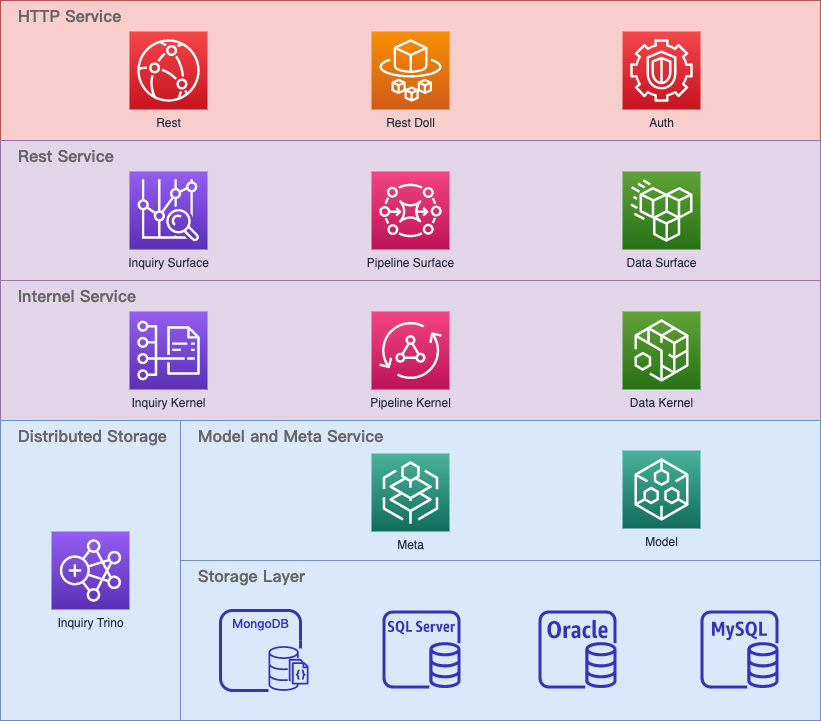 HTTP Service
Rest
Rest Doll
Auth
Rest Service
Inquiry Surface
Pipeline Surface
Data Surface
Internel Service
Inquiry Kernel
Pipeline Kernel
Data Kernel
Distributed Storage
Inquiry Trino
Model and Meta Service
Meta
Model
Storage Layer
MongoDB
SQL Server
Oracle
MySQL